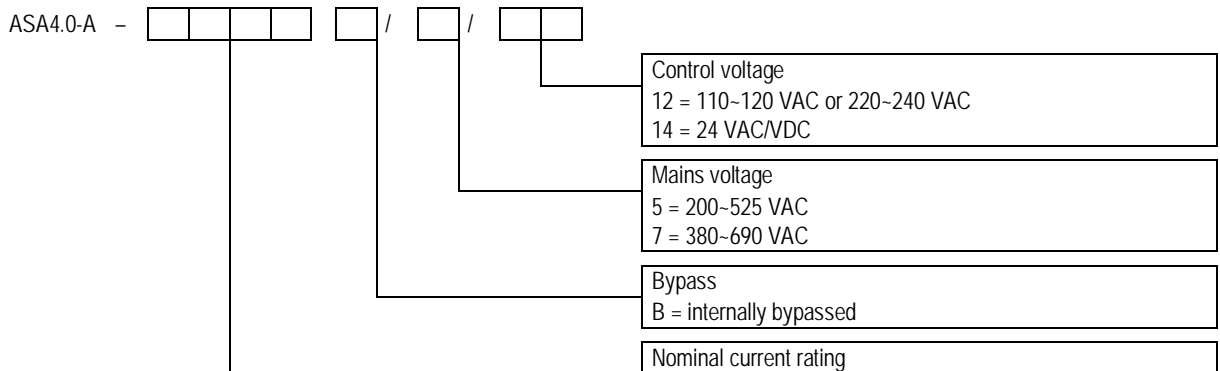 ASA4.0-A – / /
Control voltage
12 = 110~120 VAC or 220~240 VAC
14 = 24 VAC/VDC
Mains voltage
5 = 200~525 VAC
7 = 380~690 VAC
Bypass
B = internally bypassed
Nominal current rating